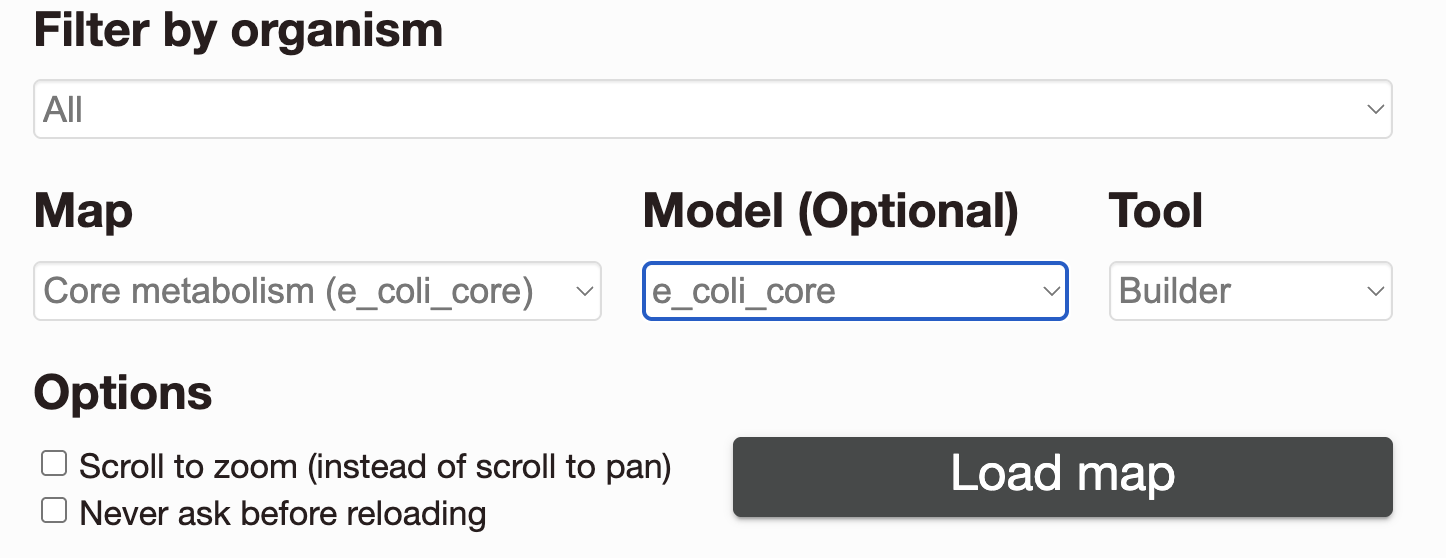 Filter by organism
All
Map Model (Optional) Tool
Core metabolism (e_coli_core) e_coli_core Builder
Options
Scroll to zoom (instead of scroll to pan)
Load map
Never ask before reloading